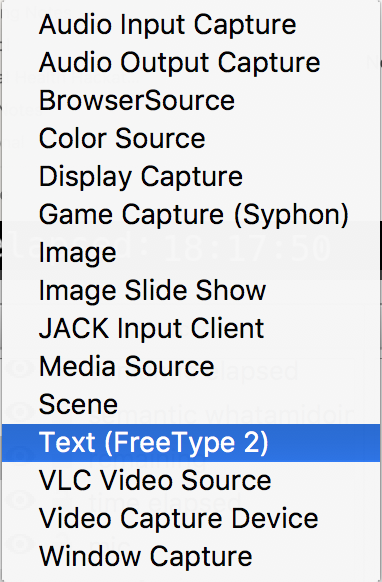 Audio Input Capture
Audio Output Capture
BrowserSource
Color Source
Display Capture
Game Capture (Syphon)
Image
Image Slide Show
JACK Input Client
Media Source
Scene
Text (FreeType 2)
VLC Video Source
Video Capture Device
Window Capture